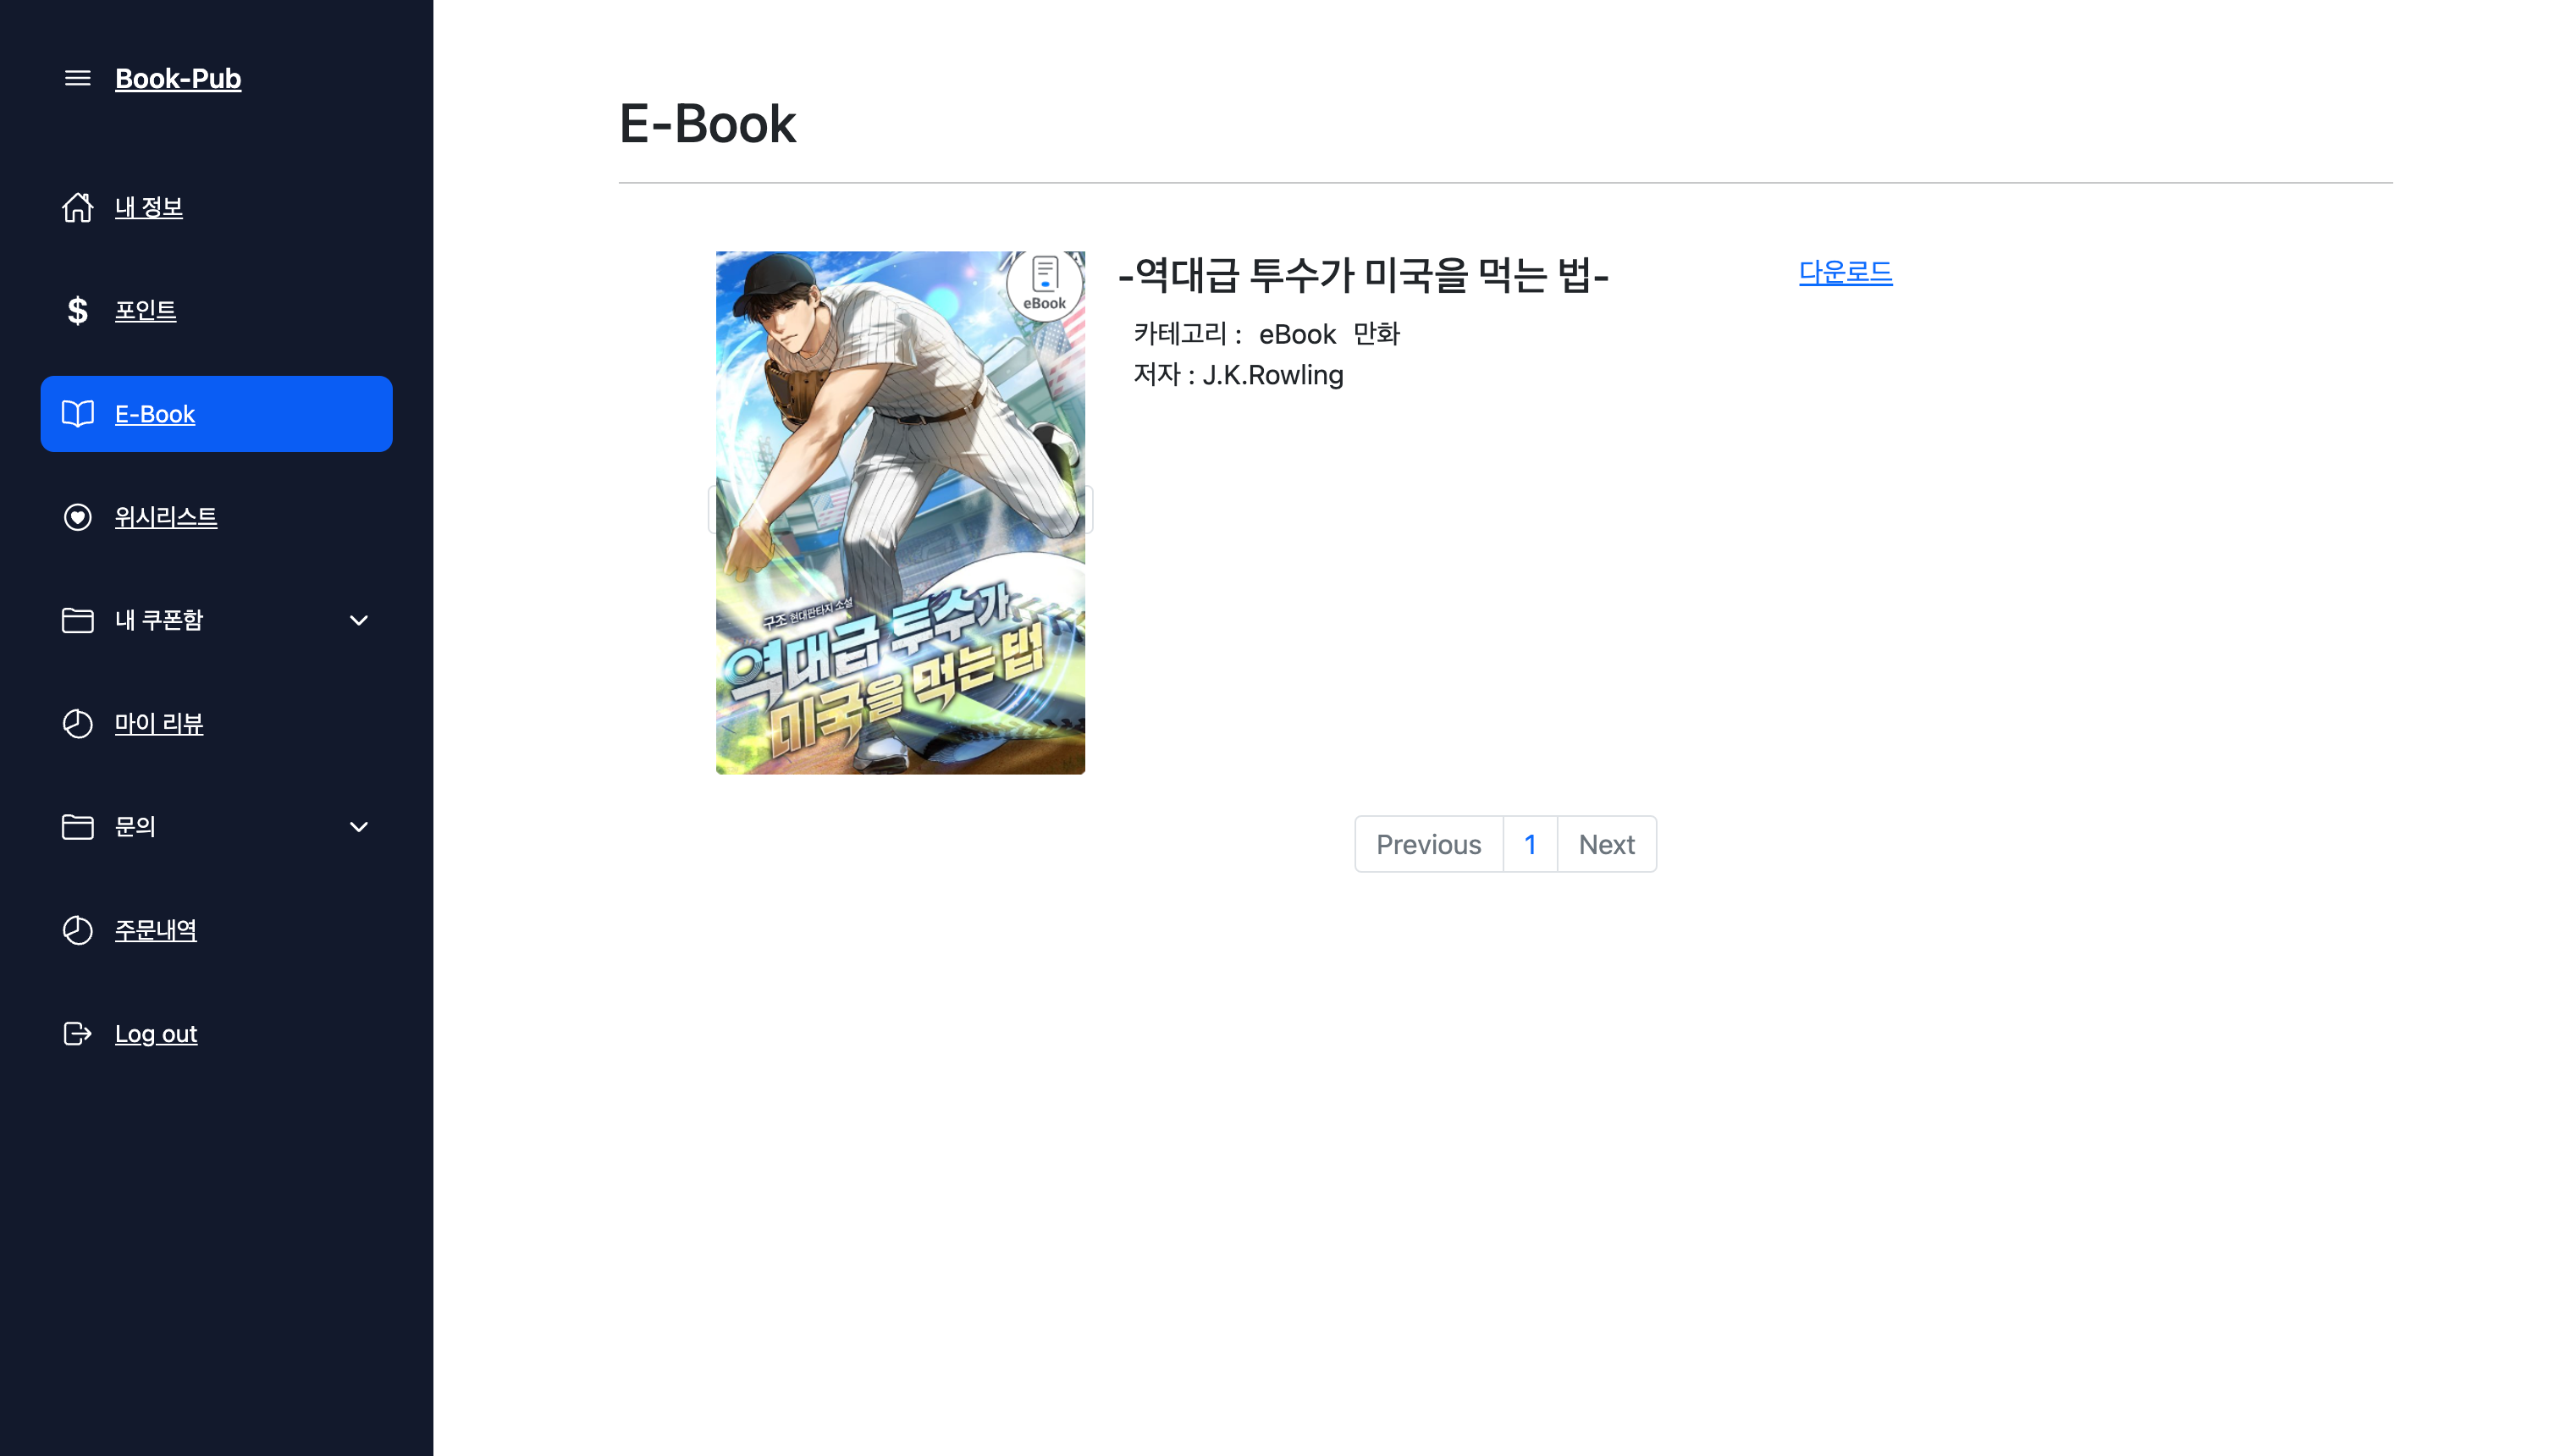 Book-Pub
내 정보
포인트
E-Book
위시리스트
내 쿠폰함
마이 리뷰
문의
주문내역
Log out
E-Book
eBook
구조 현대판타지 소설
역대급 투수가
미국을 먹는 법
-역대급 투수가 미국을 먹는 법-
카테고리 : eBook 만화
저자 : J.K.Rowling
다운로드
Previous 1 Next